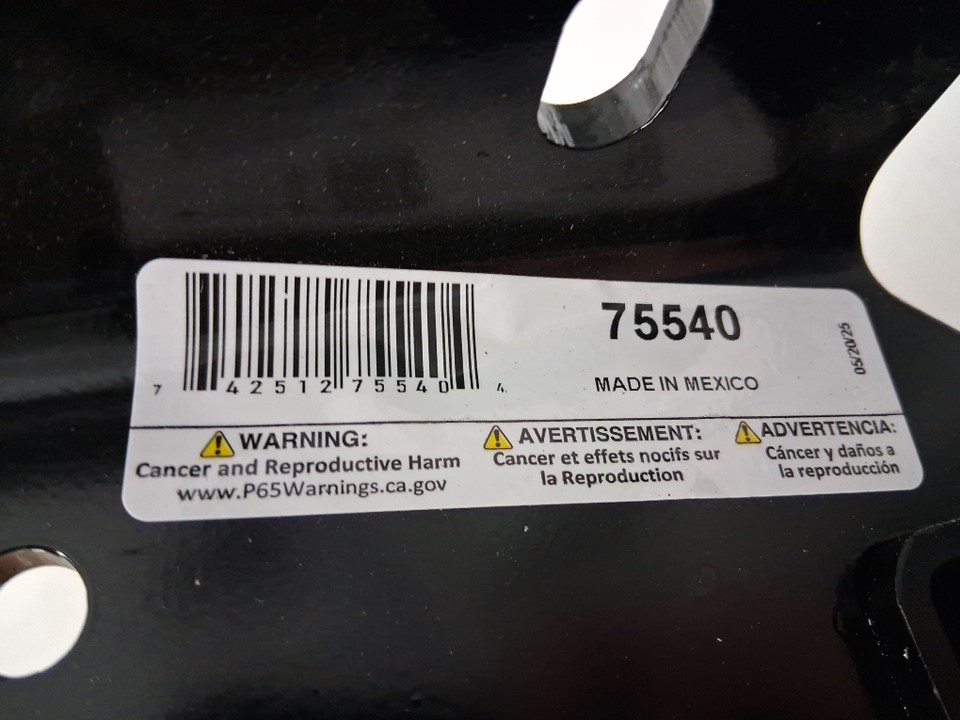 7 42512 75540 4
75540
MADE IN MEXICO
05/20/25
WARNING:
Cancer and Reproductive Harm
www.P65Warnings.ca.gov
AVERTISSEMENT:
Cancer et effets nocifs sur
la Reproduction
ADVERTENCIA:
Cáncer y daños a
la reproducción